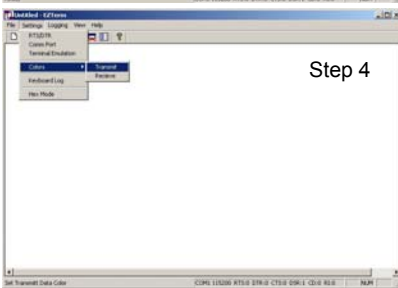 Untitled - EZTerm
File Settings Logging View Help
RTS/DTR
Comm Port
Terminal Emulation
Colors
Transmit
Receive
Keyboard Log
Hex Mode
Step 4
Set Transmit Data Color
COM1 115200 RTS:0 DTR:0 CTS:0 DSR:1 CD:0 RI:0
NUM